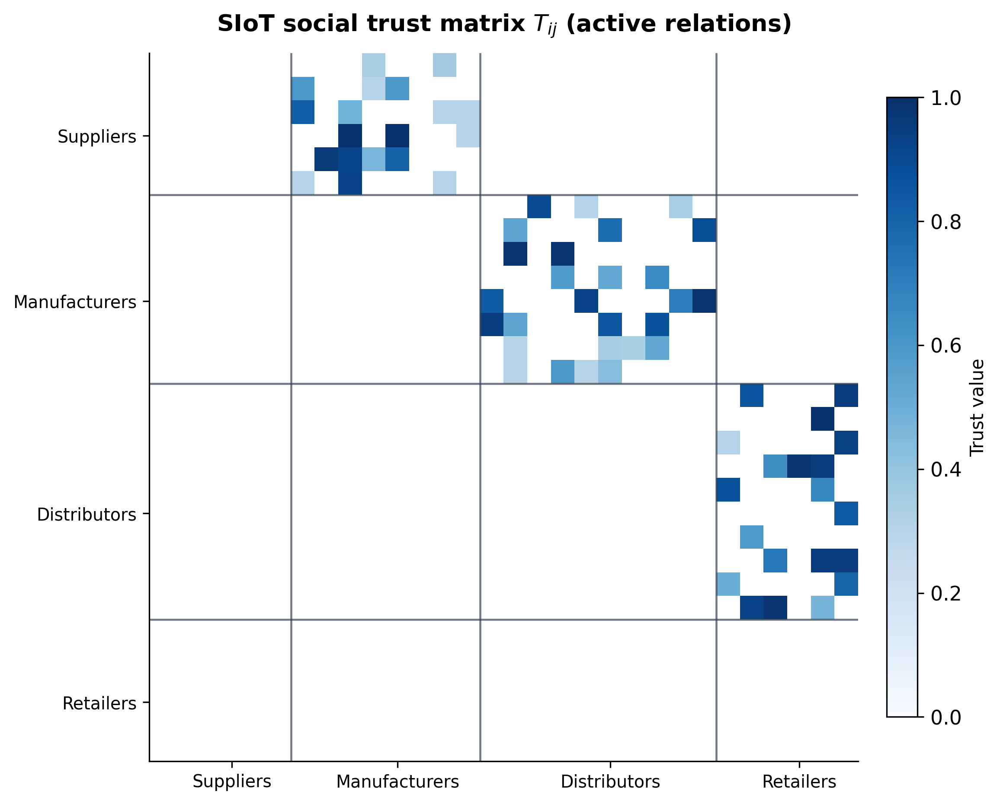 SIoT social trust matrix T_ij (active relations)
Suppliers
Manufacturers
Distributors
Retailers
Suppliers
Manufacturers
Distributors
Retailers
1.0
0.8
0.6
0.4
0.2
0.0
Trust value